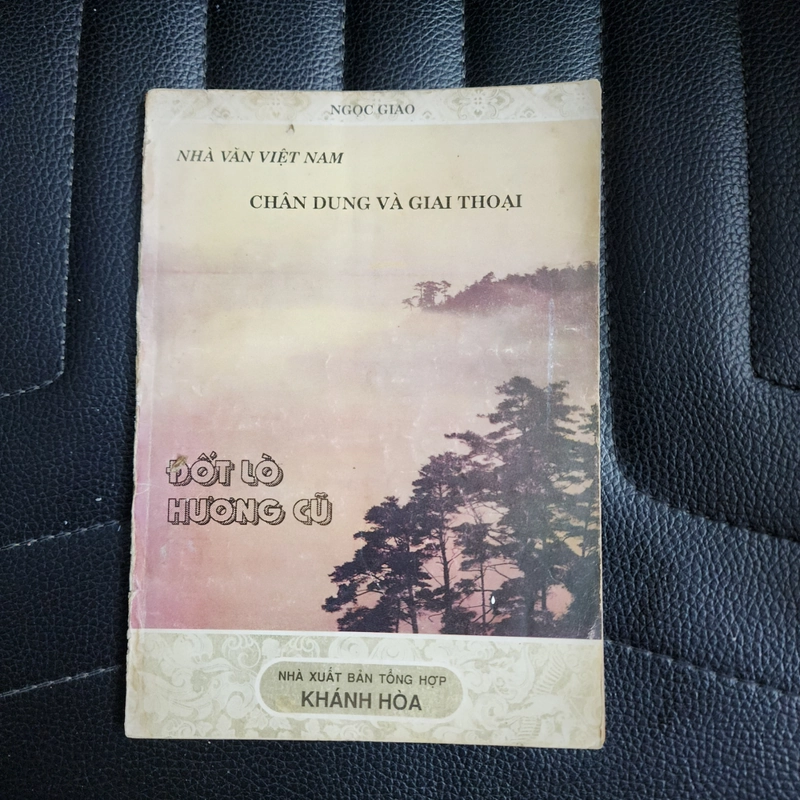 NGỌC GIAO
NHÀ VĂN VIỆT NAM
CHÂN DUNG VÀ GIAI THOẠI
ĐỐT LÒ
HƯƠNG CŨ
NHÀ XUẤT BẢN TỔNG HỢP
KHÁNH HÒA